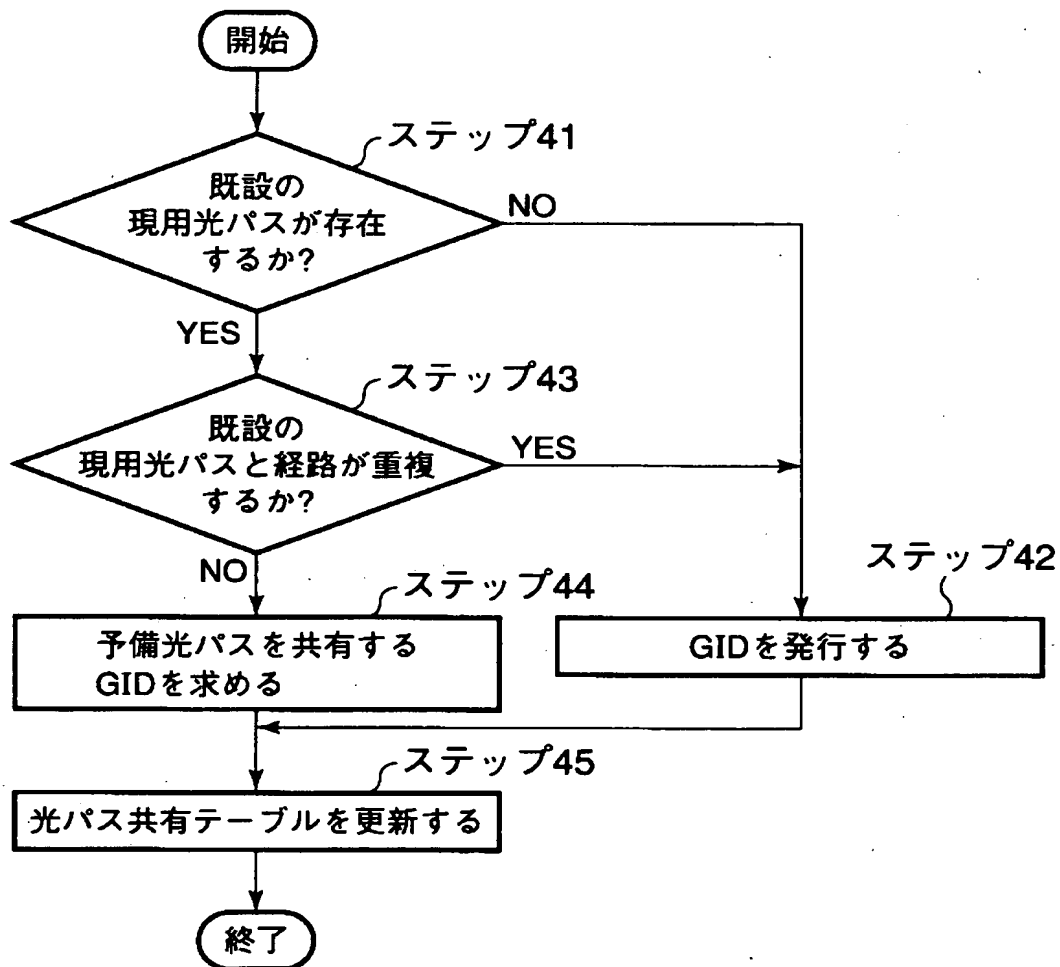 開始
ステップ41
既設の
現用光パスが存在
するか?
NO
YES
ステップ43
既設の
現用光パスと経路が重複
するか?
YES
NO
ステップ44
ステップ42
予備光パスを共有する
GIDを求める
GIDを発行する
ステップ45
光パス共有テーブルを更新する
終了